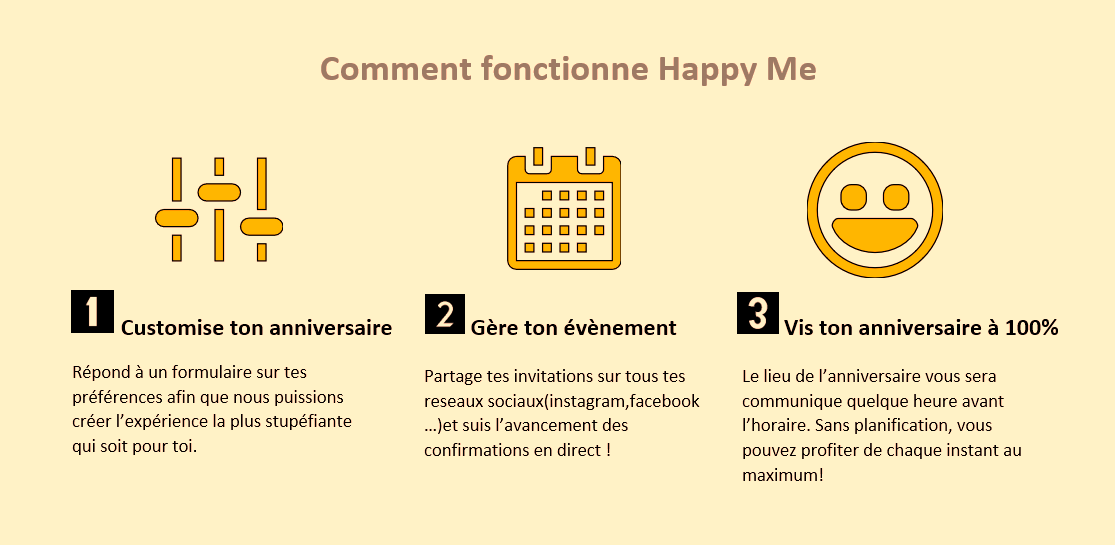 Comment fonctionne Happy Me
1 Customise ton anniversaire
Répond à un formulaire sur tes
préférences afin que nous puissions
créer l’expérience la plus stupéfiante
qui soit pour toi.
2 Gère ton évènement
Partage tes invitations sur tous tes
reseaux sociaux(instagram,facebook
...)et suis l’avancement des
confirmations en direct !
3 Vis ton anniversaire à 100%
Le lieu de l’anniversaire vous sera
communique quelque heure avant
l’horaire. Sans planification, vous
pouvez profiter de chaque instant au
maximum!